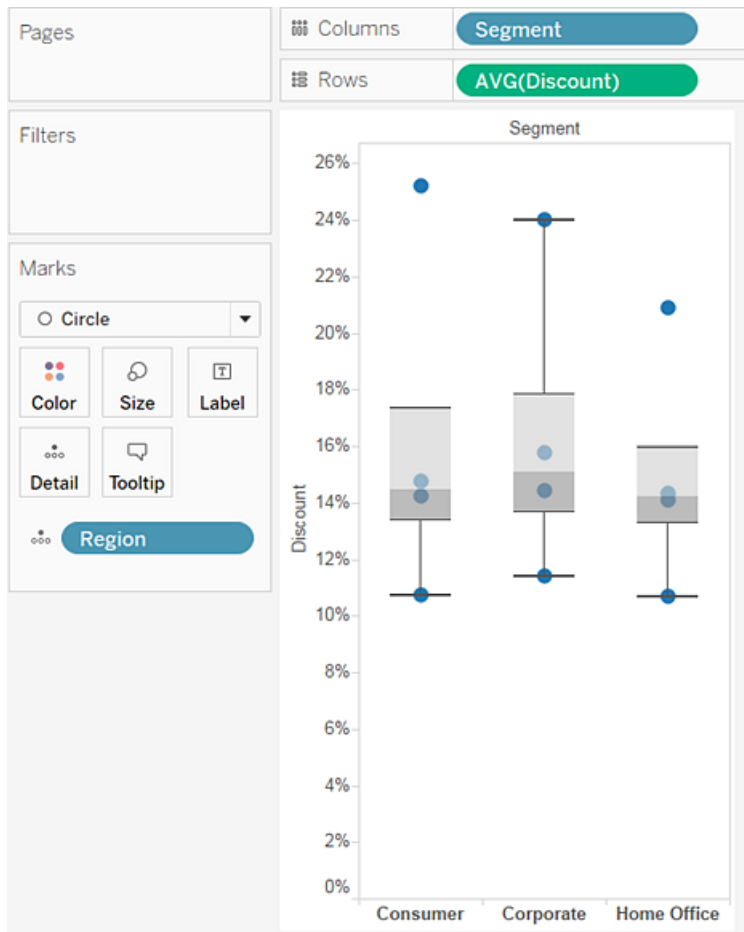 Pages
Columns
Segment
Rows
AVG(Discount)
Filters
Marks
Circle
Color
Size
T
Label
Detail
Tooltip
Region
Segment
Discount
26%
24%
22%
20%
18%
16%
14%
12%
10%
8%
6%
4%
2%
0%
Consumer Corporate Home Office